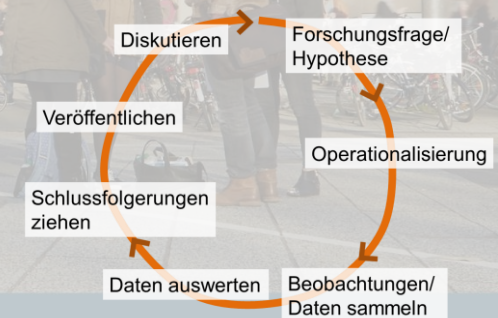 Forschungsfrage/
Hypothese
Operationalisierung
Beobachtungen/
Daten sammeln
Daten auswerten
Schlussfolgerungen
ziehen
Veröffentlichen
Diskutieren